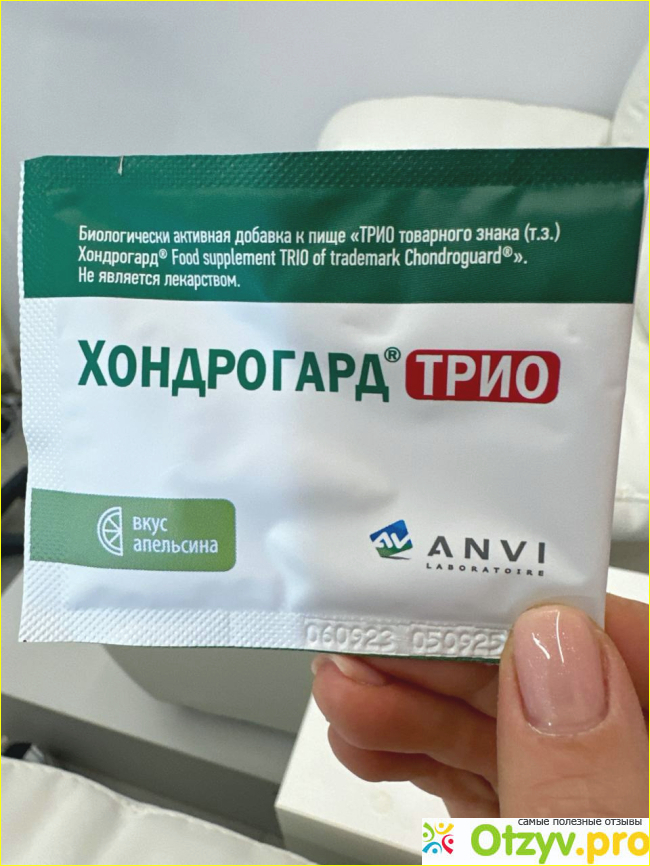 Биологически активная добавка к пище «ТРИО товарного знака (т.з.)
Хондрогард® Food supplement TRIO of trademark Chondroguard®».
Не является лекарством.
ХОНДРОГАРД® ТРИО
вкус
апельсина
AV ANVI
LABORATOIRE
060923 050925
самые полезные отзывы
Otzyv.pro